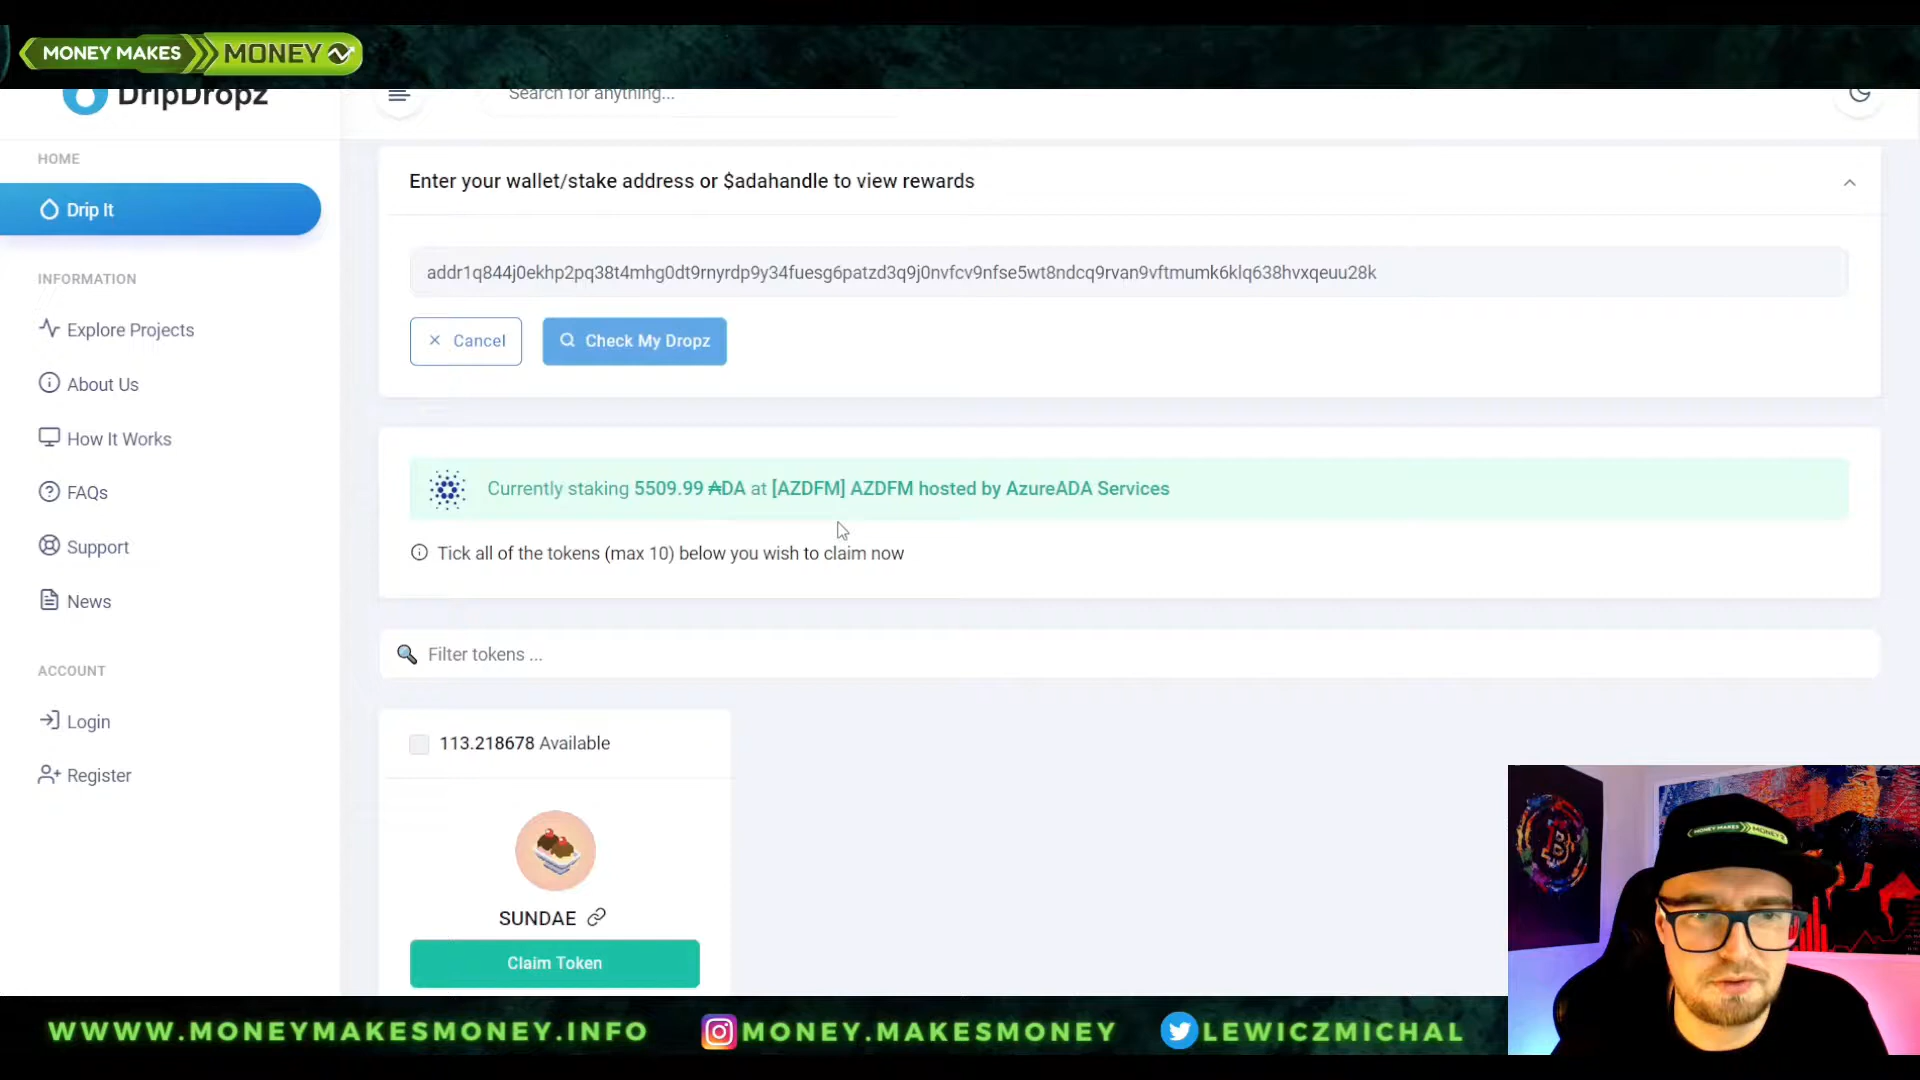 MONEY MAKES MONEY
DripDropz
Search for anything...
HOME
Drip It
INFORMATION
Explore Projects
About Us
How It Works
FAQs
Support
News
ACCOUNT
Login
Register
Enter your wallet/stake address or $adahandle to view rewards
addr1q844j0ekhp2pq38t4mhg0dt9rnyrdp9y34fuesg6patzd3q9j0nvfcv9nfse5wt8ndcq9rvan9vftmumk6klq638hvxqeuu28k
Cancel
Check My Dropz
Currently staking 5509.99 ₳DA at [AZDFM] AZDFM hosted by AzureADA Services
Tick all of the tokens (max 10) below you wish to claim now
Filter tokens ...
113.218678 Available
SUNDAE
Claim Token
MONEY MAKES MONEY
WWWW.MONEYMAKESMONEY.INFO
MONEY.MAKESMONEY
LEWICZMICHAL